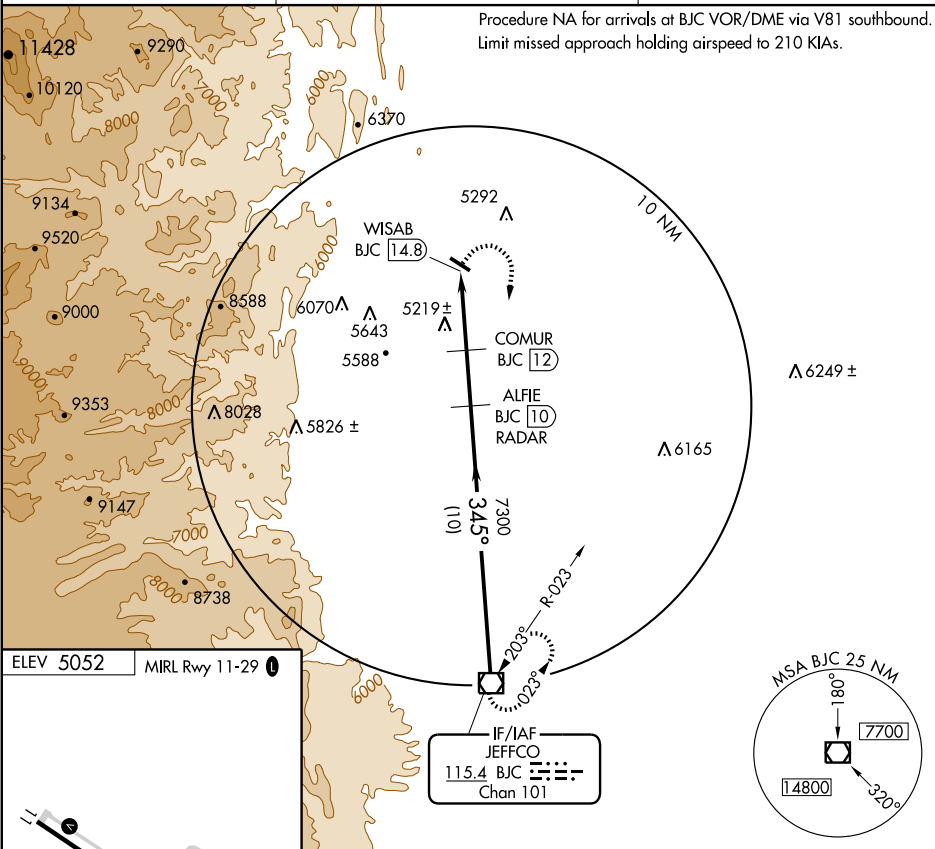 Procedure NA for arrivals at BJC VOR/DME via V81 southbound.
Limit missed approach holding airspeed to 210 KIAs.
11428
9290
10120
7000
6000
8000
6370
9134
5292
10 NM
WISAB
BJC 14.8
9520
6000
8588
6070
5219±
9000
5643
COMUR
BJC 12
5588
6249 ±
9000
ALFIE
BJC 10
RADAR
9353
8000
8028
5826 ±
6165
9147
7300
345°
(10)
7000
8000
8738
R-023
203°
023°
ELEV 5052
MIRL Rwy 11-29 L
6000
MSA BJC 25 NM
180°
7700
14800
320°
IF/IAF
JEFFCO
115.4 BJC
Chan 101
11
V